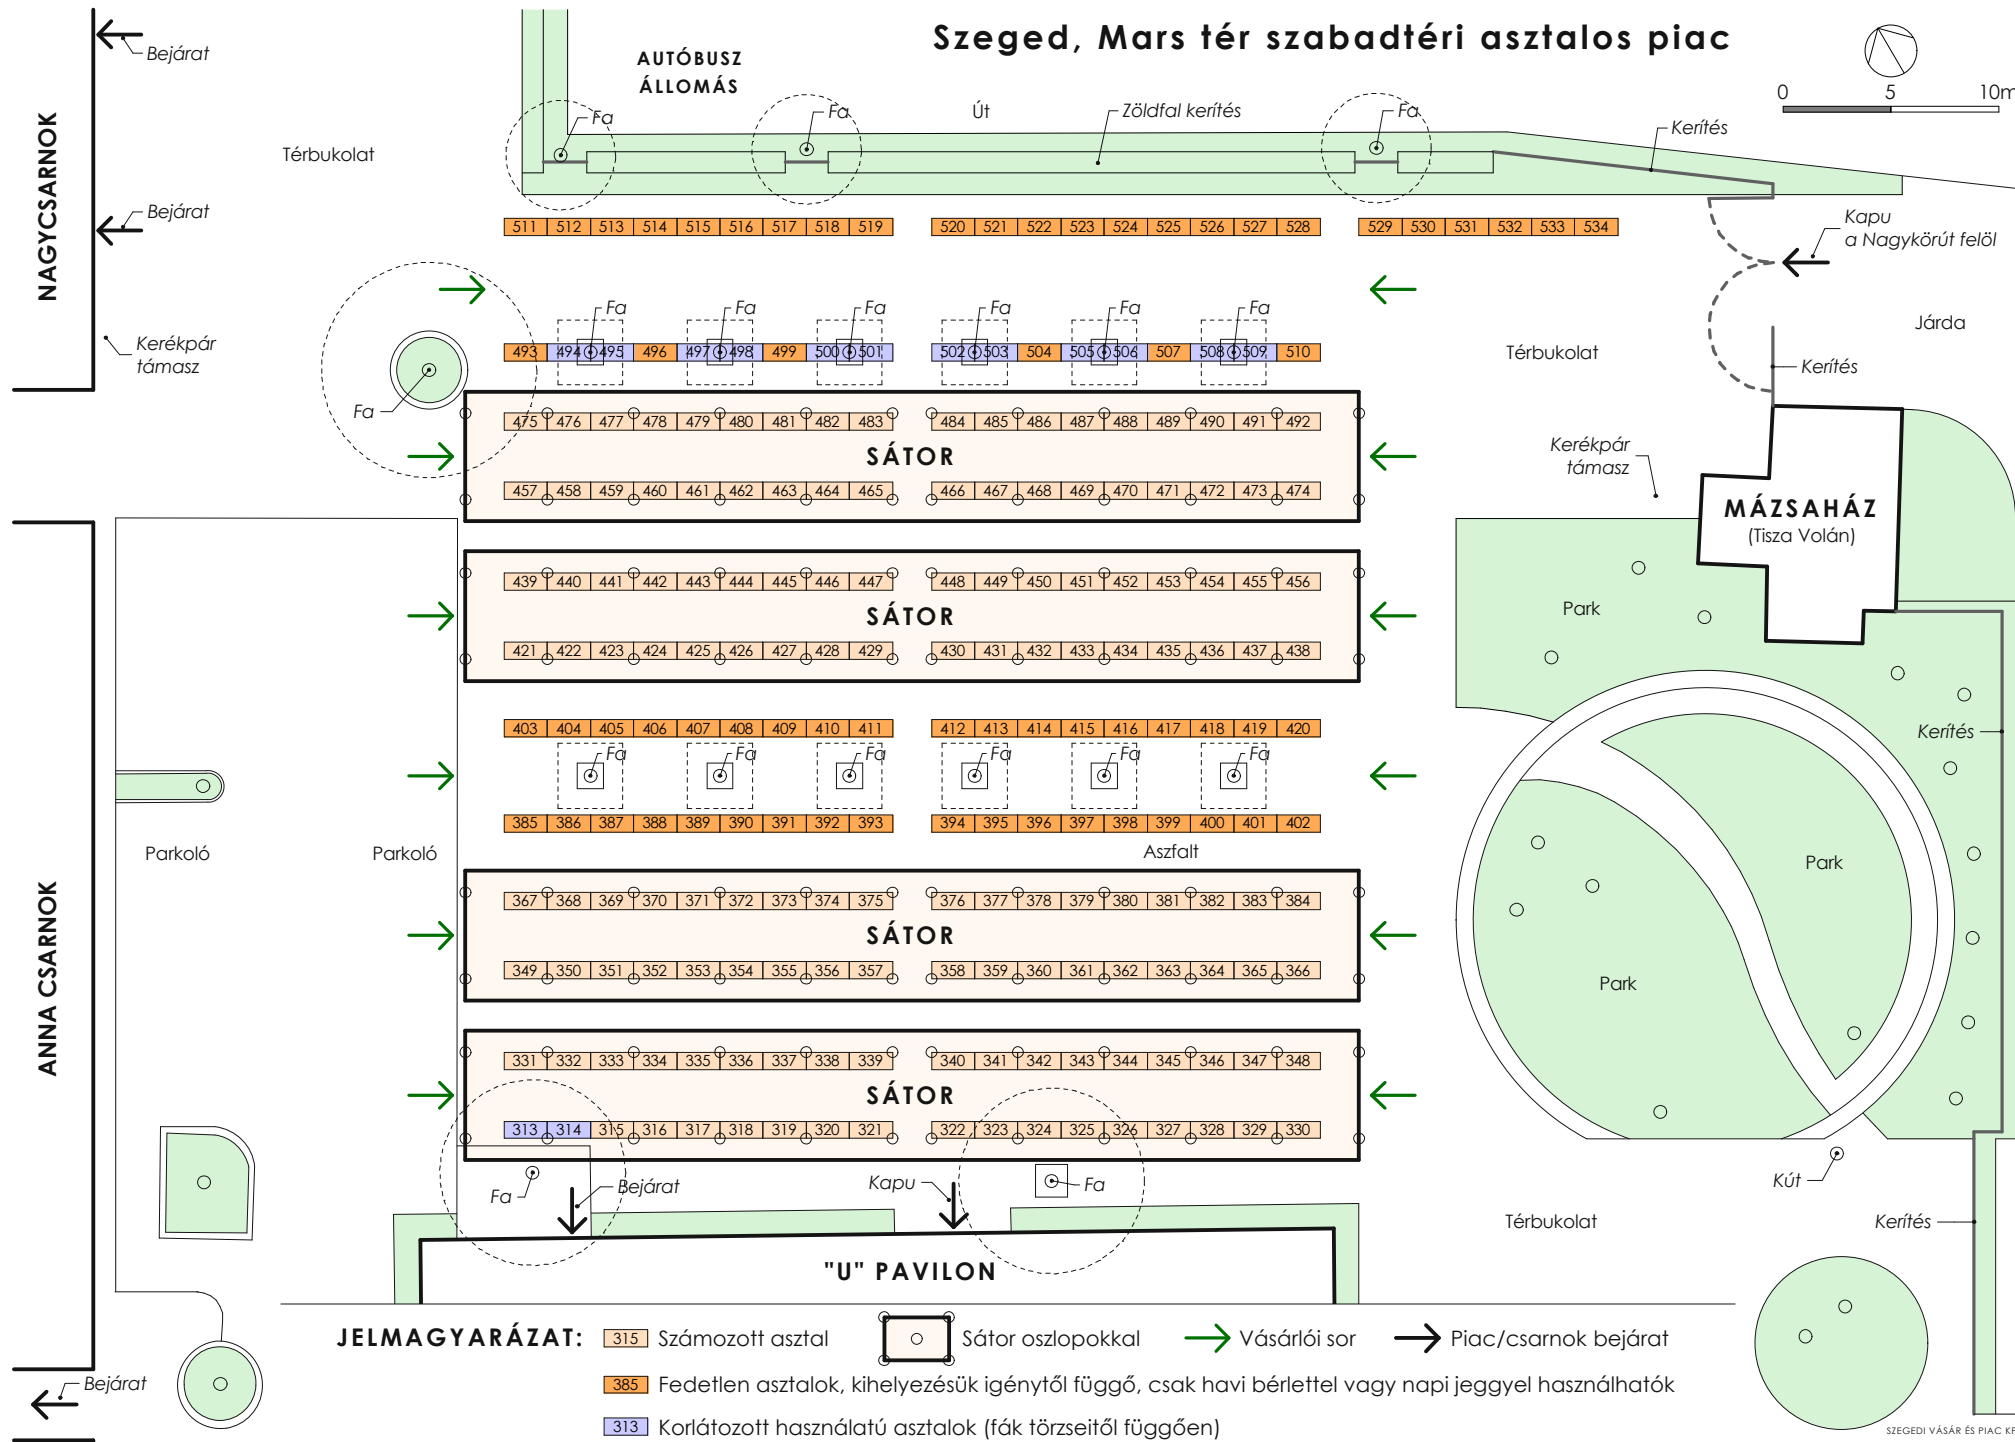 Szeged, Mars tér szabadtéri asztalos piac
0 5 10m
Bejárat
AUTÓBUSZ
ÁLLOMÁS
Fa
Fa
Út
Zöldfal kerítés
Fa
Kerítés
NAGYCSARNOK
Térbukolat
Bejárat
Kapu
a Nagykörút felöl
511 512 513 514 515 516 517 518 519 520 521 522 523 524 525 526 527 528 529 530 531 532 533 534
Fa Fa Fa Fa Fa Fa
Kerékpár
támasz
Térbukolat
Járda
493 494 495 496 497 498 499 500 501 502 503 504 505 506 507 508 509 510
Kerítés
Fa
475 476 477 478 479 480 481 482 483 484 485 486 487 488 489 490 491 492
SÁTOR
Kerékpár
támasz
457 458 459 460 461 462 463 464 465 466 467 468 469 470 471 472 473 474
MÁZSAHÁZ
(Tisza Volán)
439 440 441 442 443 444 445 446 447 448 449 450 451 452 453 454 455 456
SÁTOR
Park
421 422 423 424 425 426 427 428 429 430 431 432 433 434 435 436 437 438
403 404 405 406 407 408 409 410 411 412 413 414 415 416 417 418 419 420
Kerítés
Fa Fa Fa Fa Fa Fa
385 386 387 388 389 390 391 392 393 394 395 396 397 398 399 400 401 402
Parkoló
Parkoló
Aszfalt
Park
ANNA CSARNOK
367 368 369 370 371 372 373 374 375 376 377 378 379 380 381 382 383 384
SÁTOR
349 350 351 352 353 354 355 356 357 358 359 360 361 362 363 364 365 366
Park
331 332 333 334 335 336 337 338 339 340 341 342 343 344 345 346 347 348
SÁTOR
313 314 315 316 317 318 319 320 321 322 323 324 325 326 327 328 329 330
Fa
Bejárat
Kapu
Fa
Kút
Térbukolat
Kerítés
"U" PAVILON
JELMAGYARÁZAT:
315 Számozott asztal
Sátor oszlopokkal
Vásárlói sor
Piac/csarnok bejárat
Bejárat
385 Fedetlen asztalok, kihelyezésük igénytől függő, csak havi bérlettel vagy napi jeggyel használhatók
313 Korlátozott használatú asztalok (fák törzseitől függően)
SZEGEDI VÁSÁR ÉS PIAC